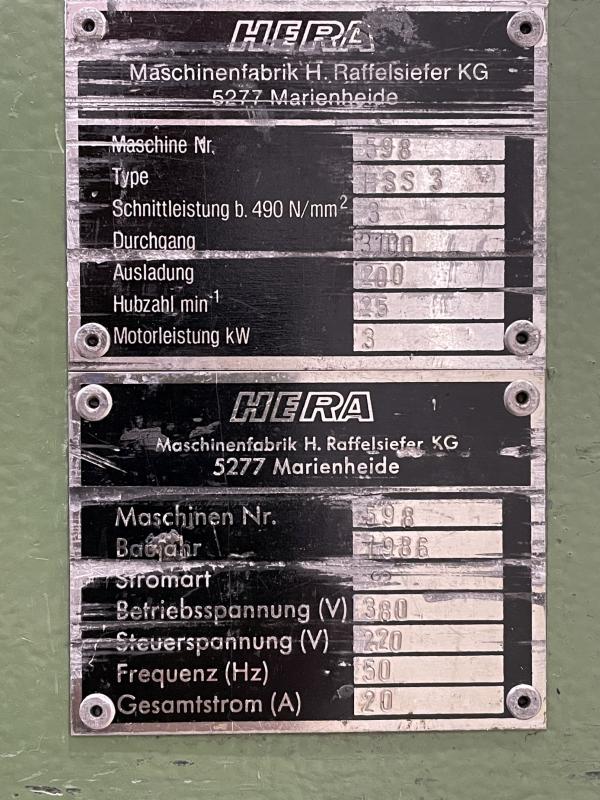 HERA
Maschinenfabrik H. Raffelsiefer KG
5277 Marienheide
Maschine Nr. 598
Type HSS 3
Schnittleistung b. 490 N/mm² 3
Durchgang
Ausladung 200
Hubzahl min⁻¹ 25
Motorleistung kW 3
HERA
Maschinenfabrik H. Raffelsiefer KG
5277 Marienheide
Maschinen Nr. 598
Baujahr 1986
Stromart
Betriebsspannung (V) 380
Steuerspannung (V) 220
Frequenz (Hz) 50
Gesamtstrom (A) 20